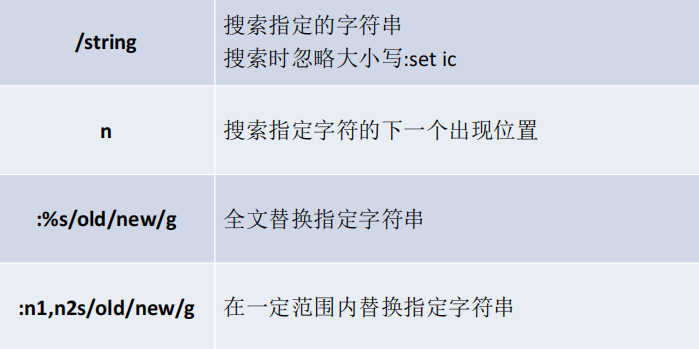 /string
搜索指定的字符串
搜索时忽略大小写:set ic
n
搜索指定字符的下一个出现位置
:%s/old/new/g
全文替换指定字符串
:n1,n2s/old/new/g
在一定范围内替换指定字符串